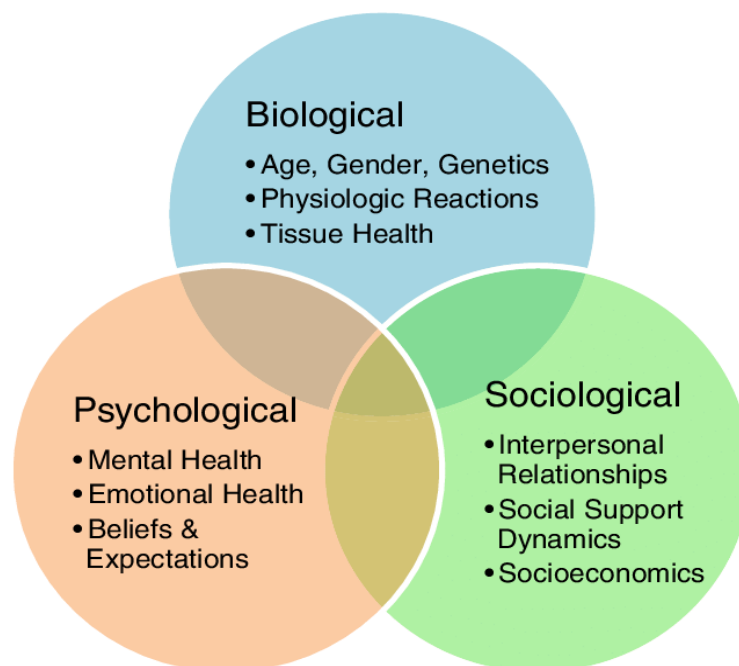 Biological
• Age, Gender, Genetics
• Physiologic Reactions
• Tissue Health
Psychological
• Mental Health
• Emotional Health
• Beliefs &
Expectations
Sociological
• Interpersonal
Relationships
• Social Support
Dynamics
• Socioeconomics